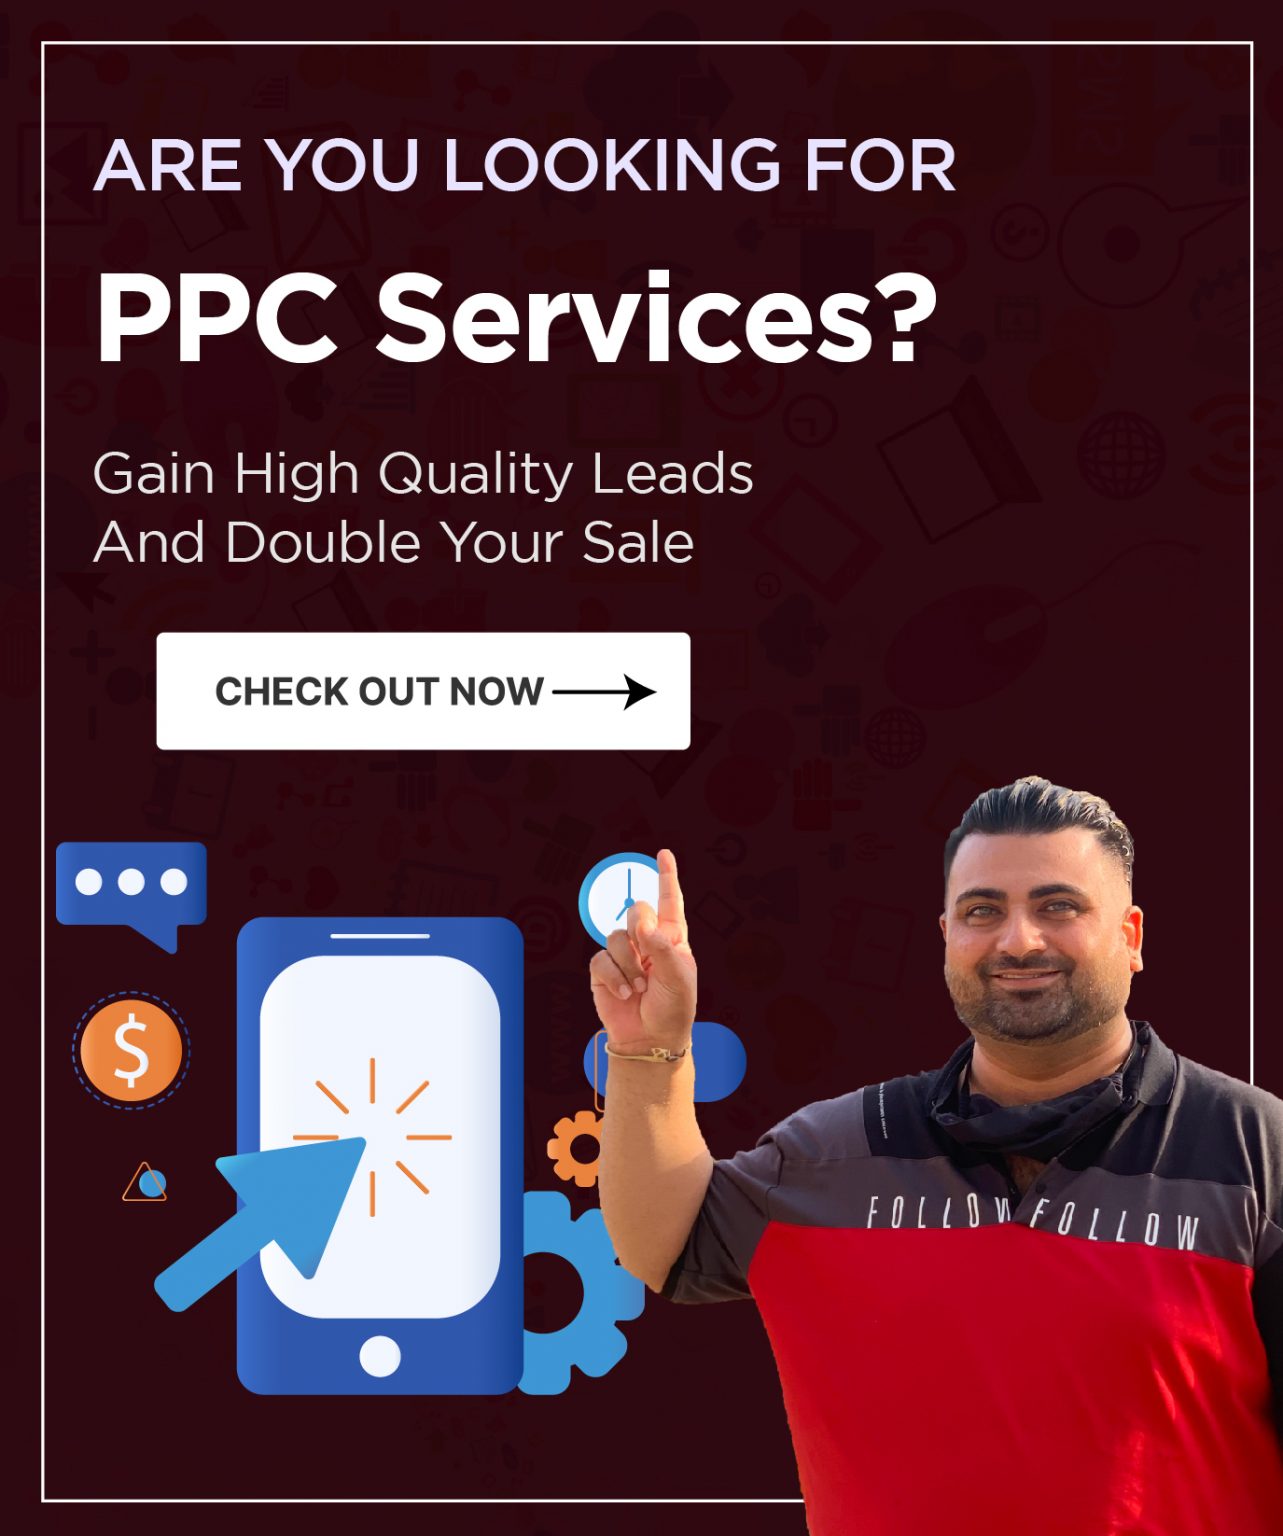 ARE YOU LOOKING FOR
PPC Services?
Gain High Quality Leads
And Double Your Sale
CHECK OUT NOW
$
FOLLOW FOLLOW